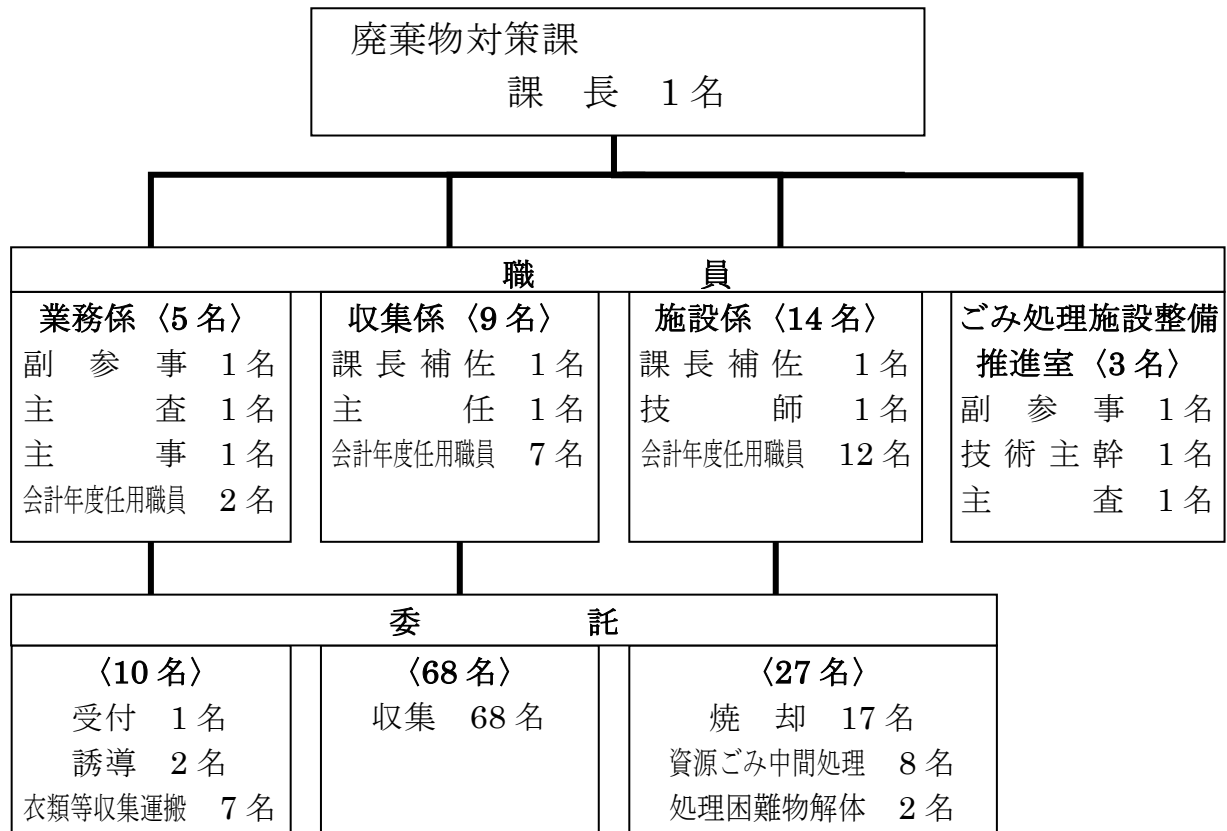 廃棄物対策課
課 長 1名
職 員
業務係〈5名〉
副 参 事 1名
主 査 1名
主 事 1名
会計年度任用職員 2名
収集係〈9名〉
課長補佐 1名
主 任 1名
会計年度任用職員 7名
施設係〈14名〉
課長補佐 1名
技 師 1名
会計年度任用職員 12名
ごみ処理施設整備
推進室〈3名〉
副 参 事 1名
技術主幹 1名
主 査 1名
委 託
〈10名〉
受付 1名
誘導 2名
衣類等収集運搬 7名
〈68名〉
収集 68名
〈27名〉
焼 却 17名
資源ごみ中間処理 8名
処理困難物解体 2名